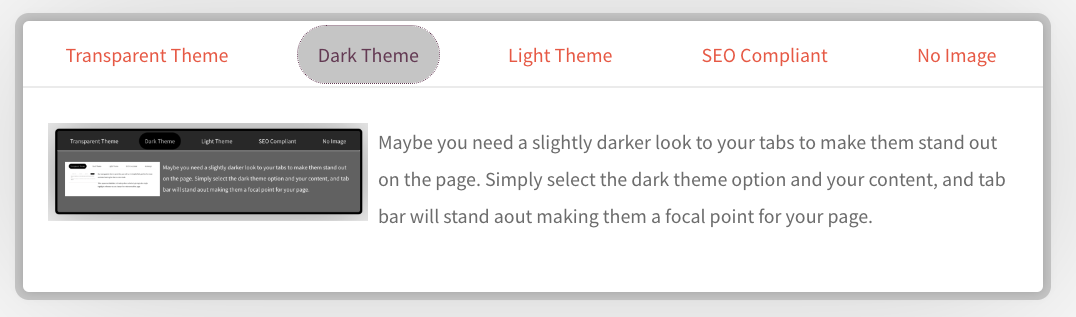 Transparent Theme Dark Theme Light Theme SEO Compliant No Image
Transparent Theme Dark Theme Light Theme SEO Compliant No Image
Maybe you need a slightly darker look to your tabs to make them stand out
on the page. Simply select the dark theme option and your content, and tab
bar will stand aout making them a focal point for your page.
Maybe you need a slightly darker look to your tabs to make them stand out
on the page. Simply select the dark theme option and your content, and tab
bar will stand aout making them a focal point for your page.